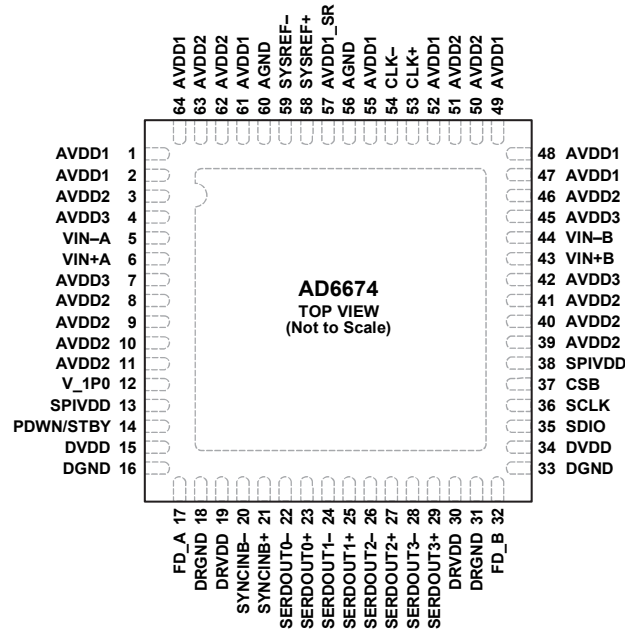 64 AVDD1
63 AVDD2
62 AVDD2
61 AVDD1
60 AGND
59 SYSREF–
58 SYSREF+
57 AVDD1_SR
56 AGND
55 AVDD1
54 CLK–
53 CLK+
52 AVDD1
51 AVDD2
50 AVDD2
49 AVDD1
AVDD1 1
AVDD1 2
AVDD2 3
AVDD3 4
VIN–A 5
VIN+A 6
AVDD3 7
AVDD2 8
AVDD2 9
AVDD2 10
AVDD2 11
V_1P0 12
SPIVDD 13
PDWN/STBY 14
DVDD 15
DGND 16
AD6674
TOP VIEW
(Not to Scale)
48 AVDD1
47 AVDD1
46 AVDD2
45 AVDD3
44 VIN–B
43 VIN+B
42 AVDD3
41 AVDD2
40 AVDD2
39 AVDD2
38 SPIVDD
37 CSB
36 SCLK
35 SDIO
34 DVDD
33 DGND
FD_A 17
DRGND 18
DRVDD 19
SYNCINB– 20
SYNCINB+ 21
SERDOUT0– 22
SERDOUT0+ 23
SERDOUT1– 24
SERDOUT1+ 25
SERDOUT2– 26
SERDOUT2+ 27
SERDOUT3– 28
SERDOUT3+ 29
DRVDD 30
DRGND 31
FD_B 32